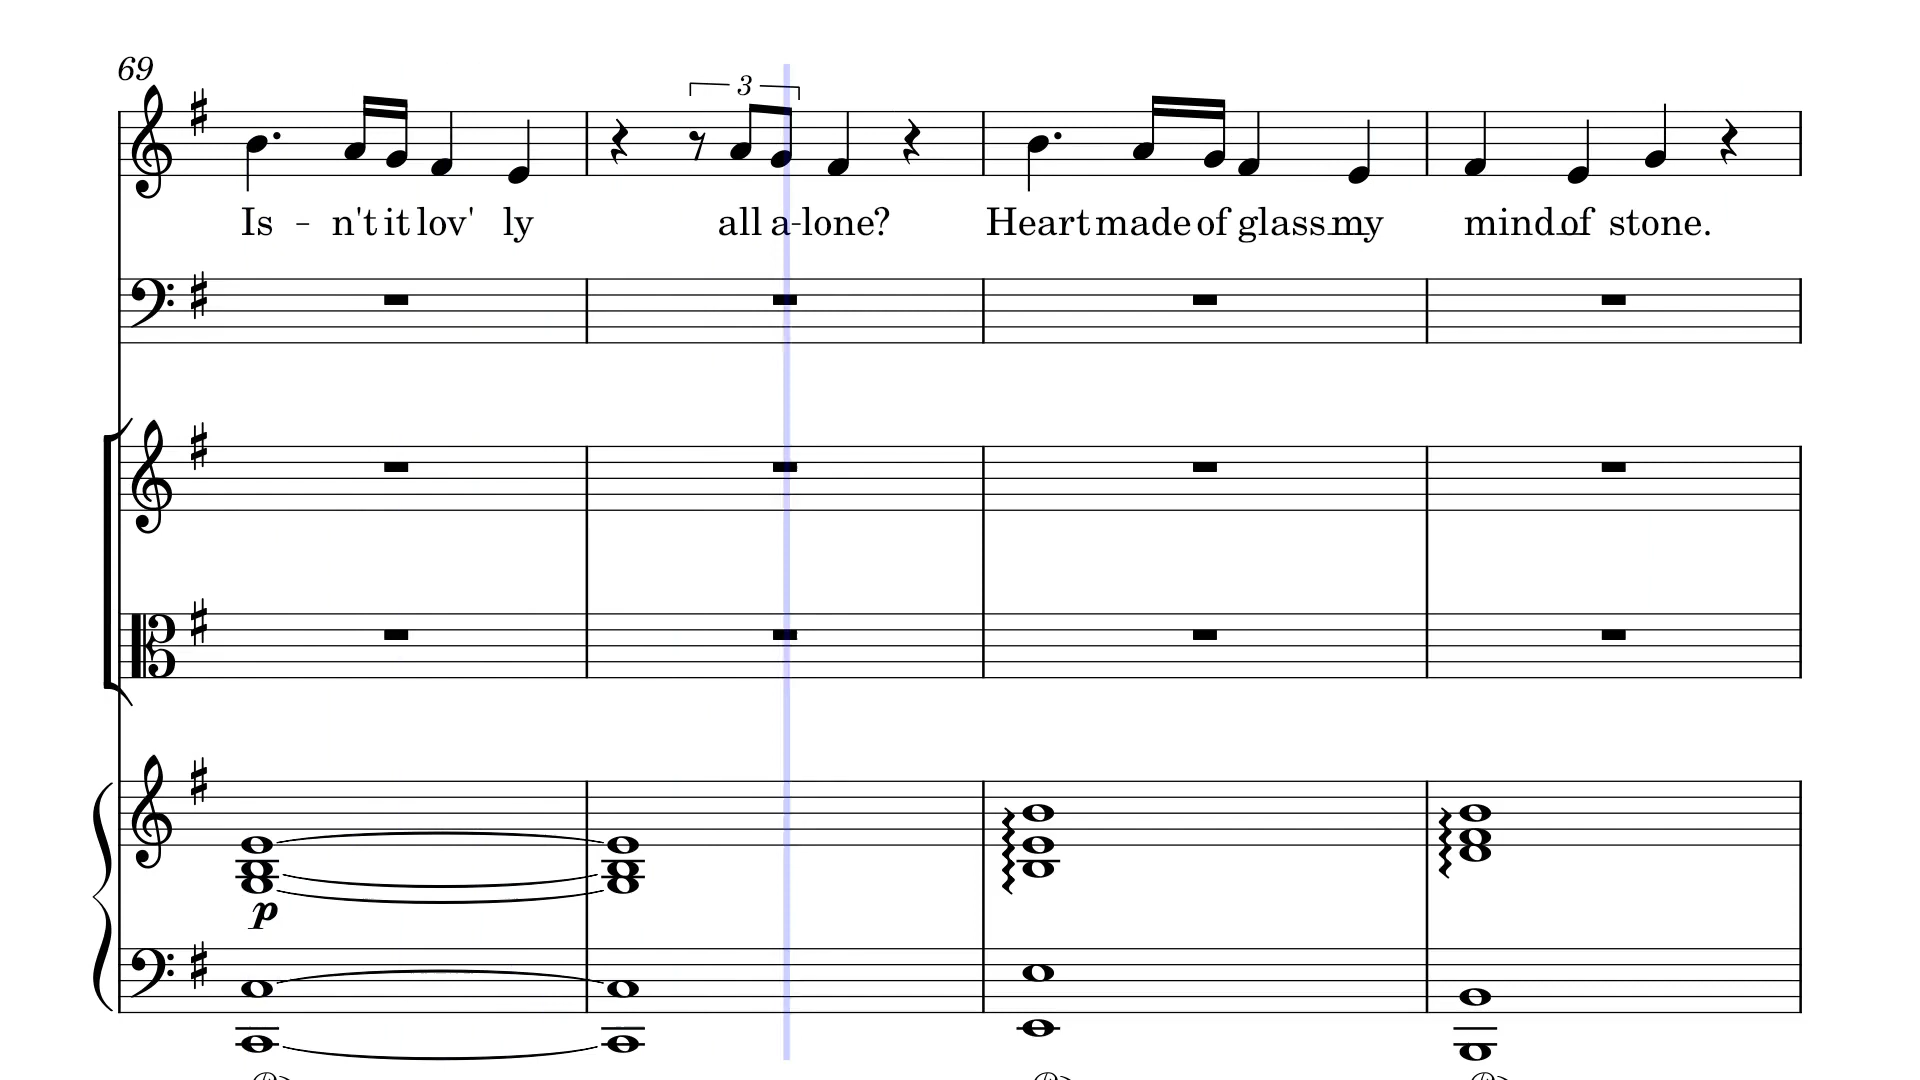 69
3
Is - n't it lov' ly all a-lone? Heart made of glass my mind of stone.
p